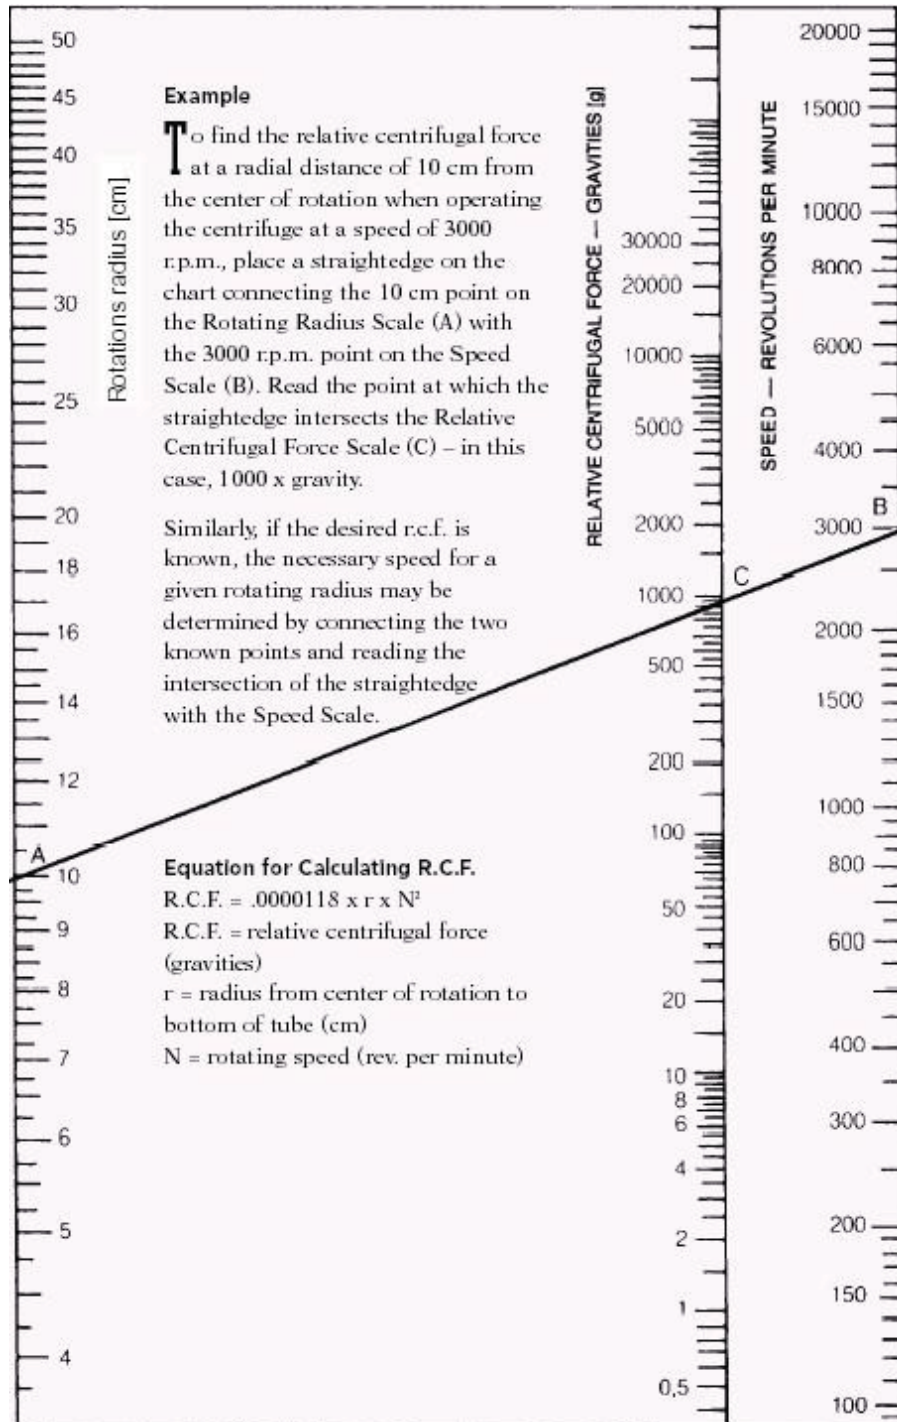 50
45
40
35
30
25
20
18
16
14
12
A
10
9
8
7
6
5
4
Rotations radius [cm]
Example
To find the relative centrifugal force
at a radial distance of 10 cm from
the center of rotation when operating
the centrifuge at a speed of 3000
r.p.m., place a straightedge on the
chart connecting the 10 cm point on
the Rotating Radius Scale (A) with
the 3000 r.p.m. point on the Speed
Scale (B). Read the point at which the
straightedge intersects the Relative
Centrifugal Force Scale (C) – in this
case, 1000 x gravity.
Similarly, if the desired r.c.f. is
known, the necessary speed for a
given rotating radius may be
determined by connecting the two
known points and reading the
intersection of the straightedge
with the Speed Scale.
Equation for Calculating R.C.F.
R.C.F. = .0000118 x r x N²
R.C.F. = relative centrifugal force
(gravities)
r = radius from center of rotation to
bottom of tube (cm)
N = rotating speed (rev. per minute)
RELATIVE CENTRIFUGAL FORCE — GRAVITIES [g]
30000
20000
10000
5000
2000
C
1000
500
200
100
50
20
10
8
6
4
2
1
0,5
SPEED — REVOLUTIONS PER MINUTE
20000
15000
10000
8000
6000
4000
B
3000
2000
1500
1000
800
600
400
300
200
150
100